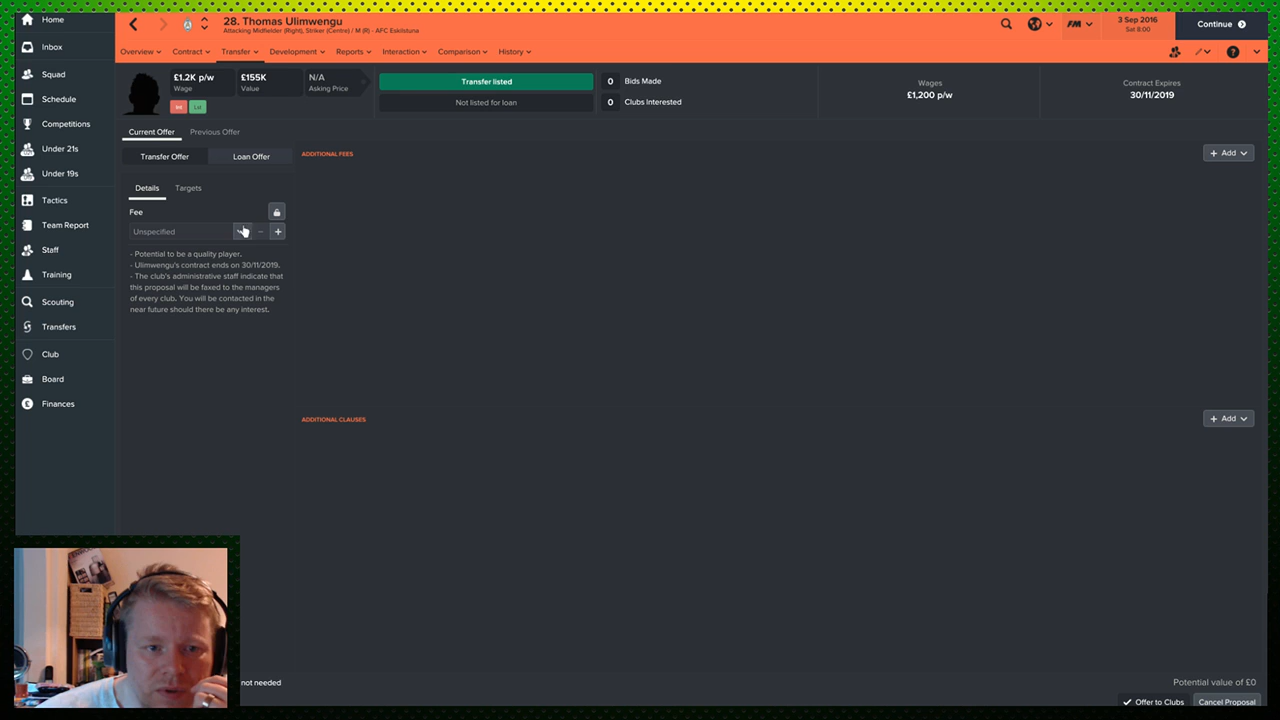 Home
Inbox
Squad
Schedule
Competitions
Under 21s
Under 19s
Tactics
Team Report
Staff
Training
Scouting
Transfers
Club
Board
Finances
28. Thomas Ulimwengu
Attacking Midfielder (Right), Striker (Centre) / M (R) - AFC Eskilstuna
FM
3 Sep 2016
Sat 8:00
Continue
Overview
Contract
Transfer
Development
Reports
Interaction
Comparison
History
£1.2K p/w
Wage
£155K
Value
N/A
Asking Price
Transfer listed
Not listed for loan
0 Bids Made
0 Clubs Interested
Wages
£1,200 p/w
Contract Expires
30/11/2019
Current Offer
Previous Offer
Transfer Offer
Loan Offer
Details
Targets
Fee
Unspecified
- Potential to be a quality player.
- Ulimwengu's contract ends on 30/11/2019.
- The club's administrative staff indicate that
this proposal will be faxed to the managers
of every club. You will be contacted in the
near future should there be any interest.
ADDITIONAL FEES
+ Add
ADDITIONAL CLAUSES
+ Add
not needed
Potential value of £0
Offer to Clubs
Cancel Proposal